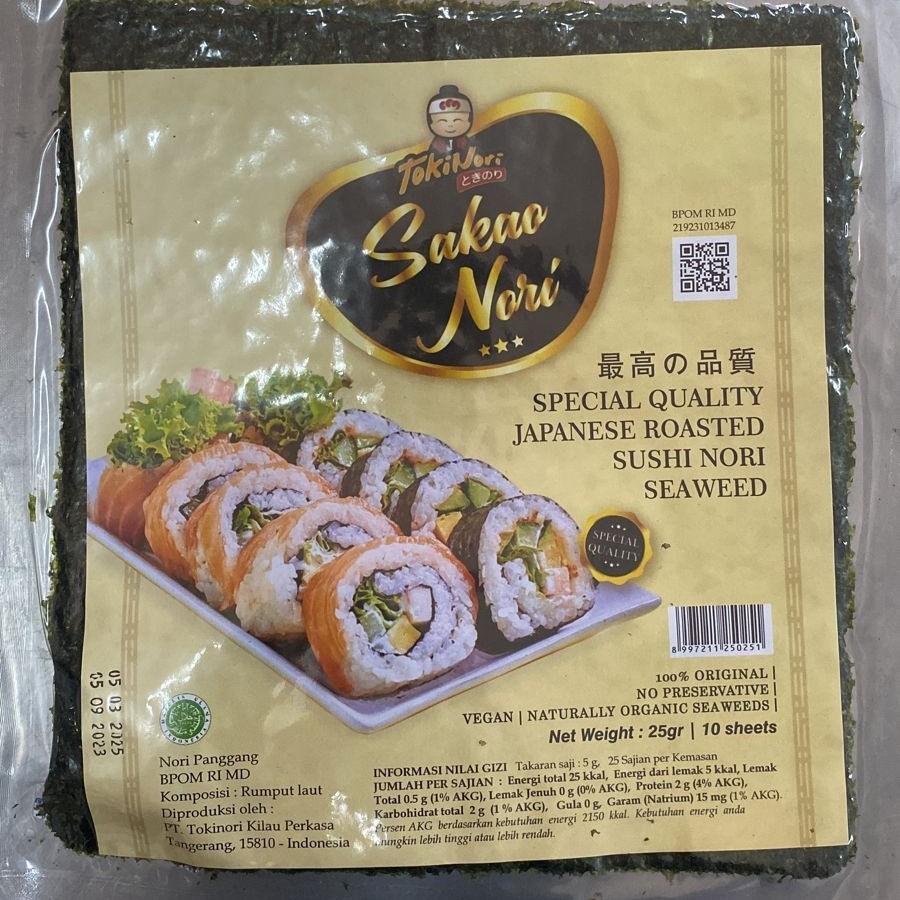 TokiNori
ときのり
Sakao
Nori
BPOM RI MD
219231013487
最高の品質
SPECIAL QUALITY
JAPANESE ROASTED
SUSHI NORI
SEAWEED
SPECIAL
QUALITY
8 997211 250251
100% ORIGINAL |
NO PRESERVATIVE |
VEGAN | NATURALLY ORGANIC SEAWEEDS |
Net Weight : 25gr | 10 sheets
05 03 2025
05 09 2023
Nori Panggang
BPOM RI MD
Komposisi : Rumput laut
Diproduksi oleh :
PT. Tokinori Kilau Perkasa
Tangerang, 15810 - Indonesia
INFORMASI NILAI GIZI Takaran saji : 5 g, 25 Sajian per Kemasan
JUMLAH PER SAJIAN : Energi total 25 kkal, Energi dari lemak 5 kkal, Lemak
Total 0.5 g (1% AKG), Lemak Jenuh 0 g (0% AKG), Protein 2 g (4% AKG),
Karbohidrat total 2 g (1 % AKG), Gula 0 g, Garam (Natrium) 15 mg (1% AKG).
Persen AKG berdasarkan kebutuhan energi 2150 kkal. Kebutuhan energi anda
mungkin lebih tinggi atau lebih rendah.